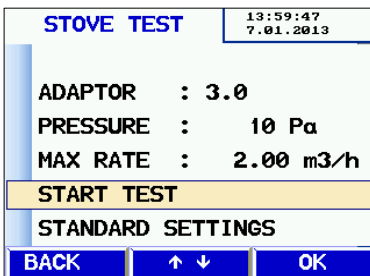 STOVE TEST
13:59:47
7.01.2013
ADAPTOR : 3.0
PRESSURE : 10 Pa
MAX RATE : 2.00 m3/h
START TEST
STANDARD SETTINGS
BACK ↑ ↓ OK